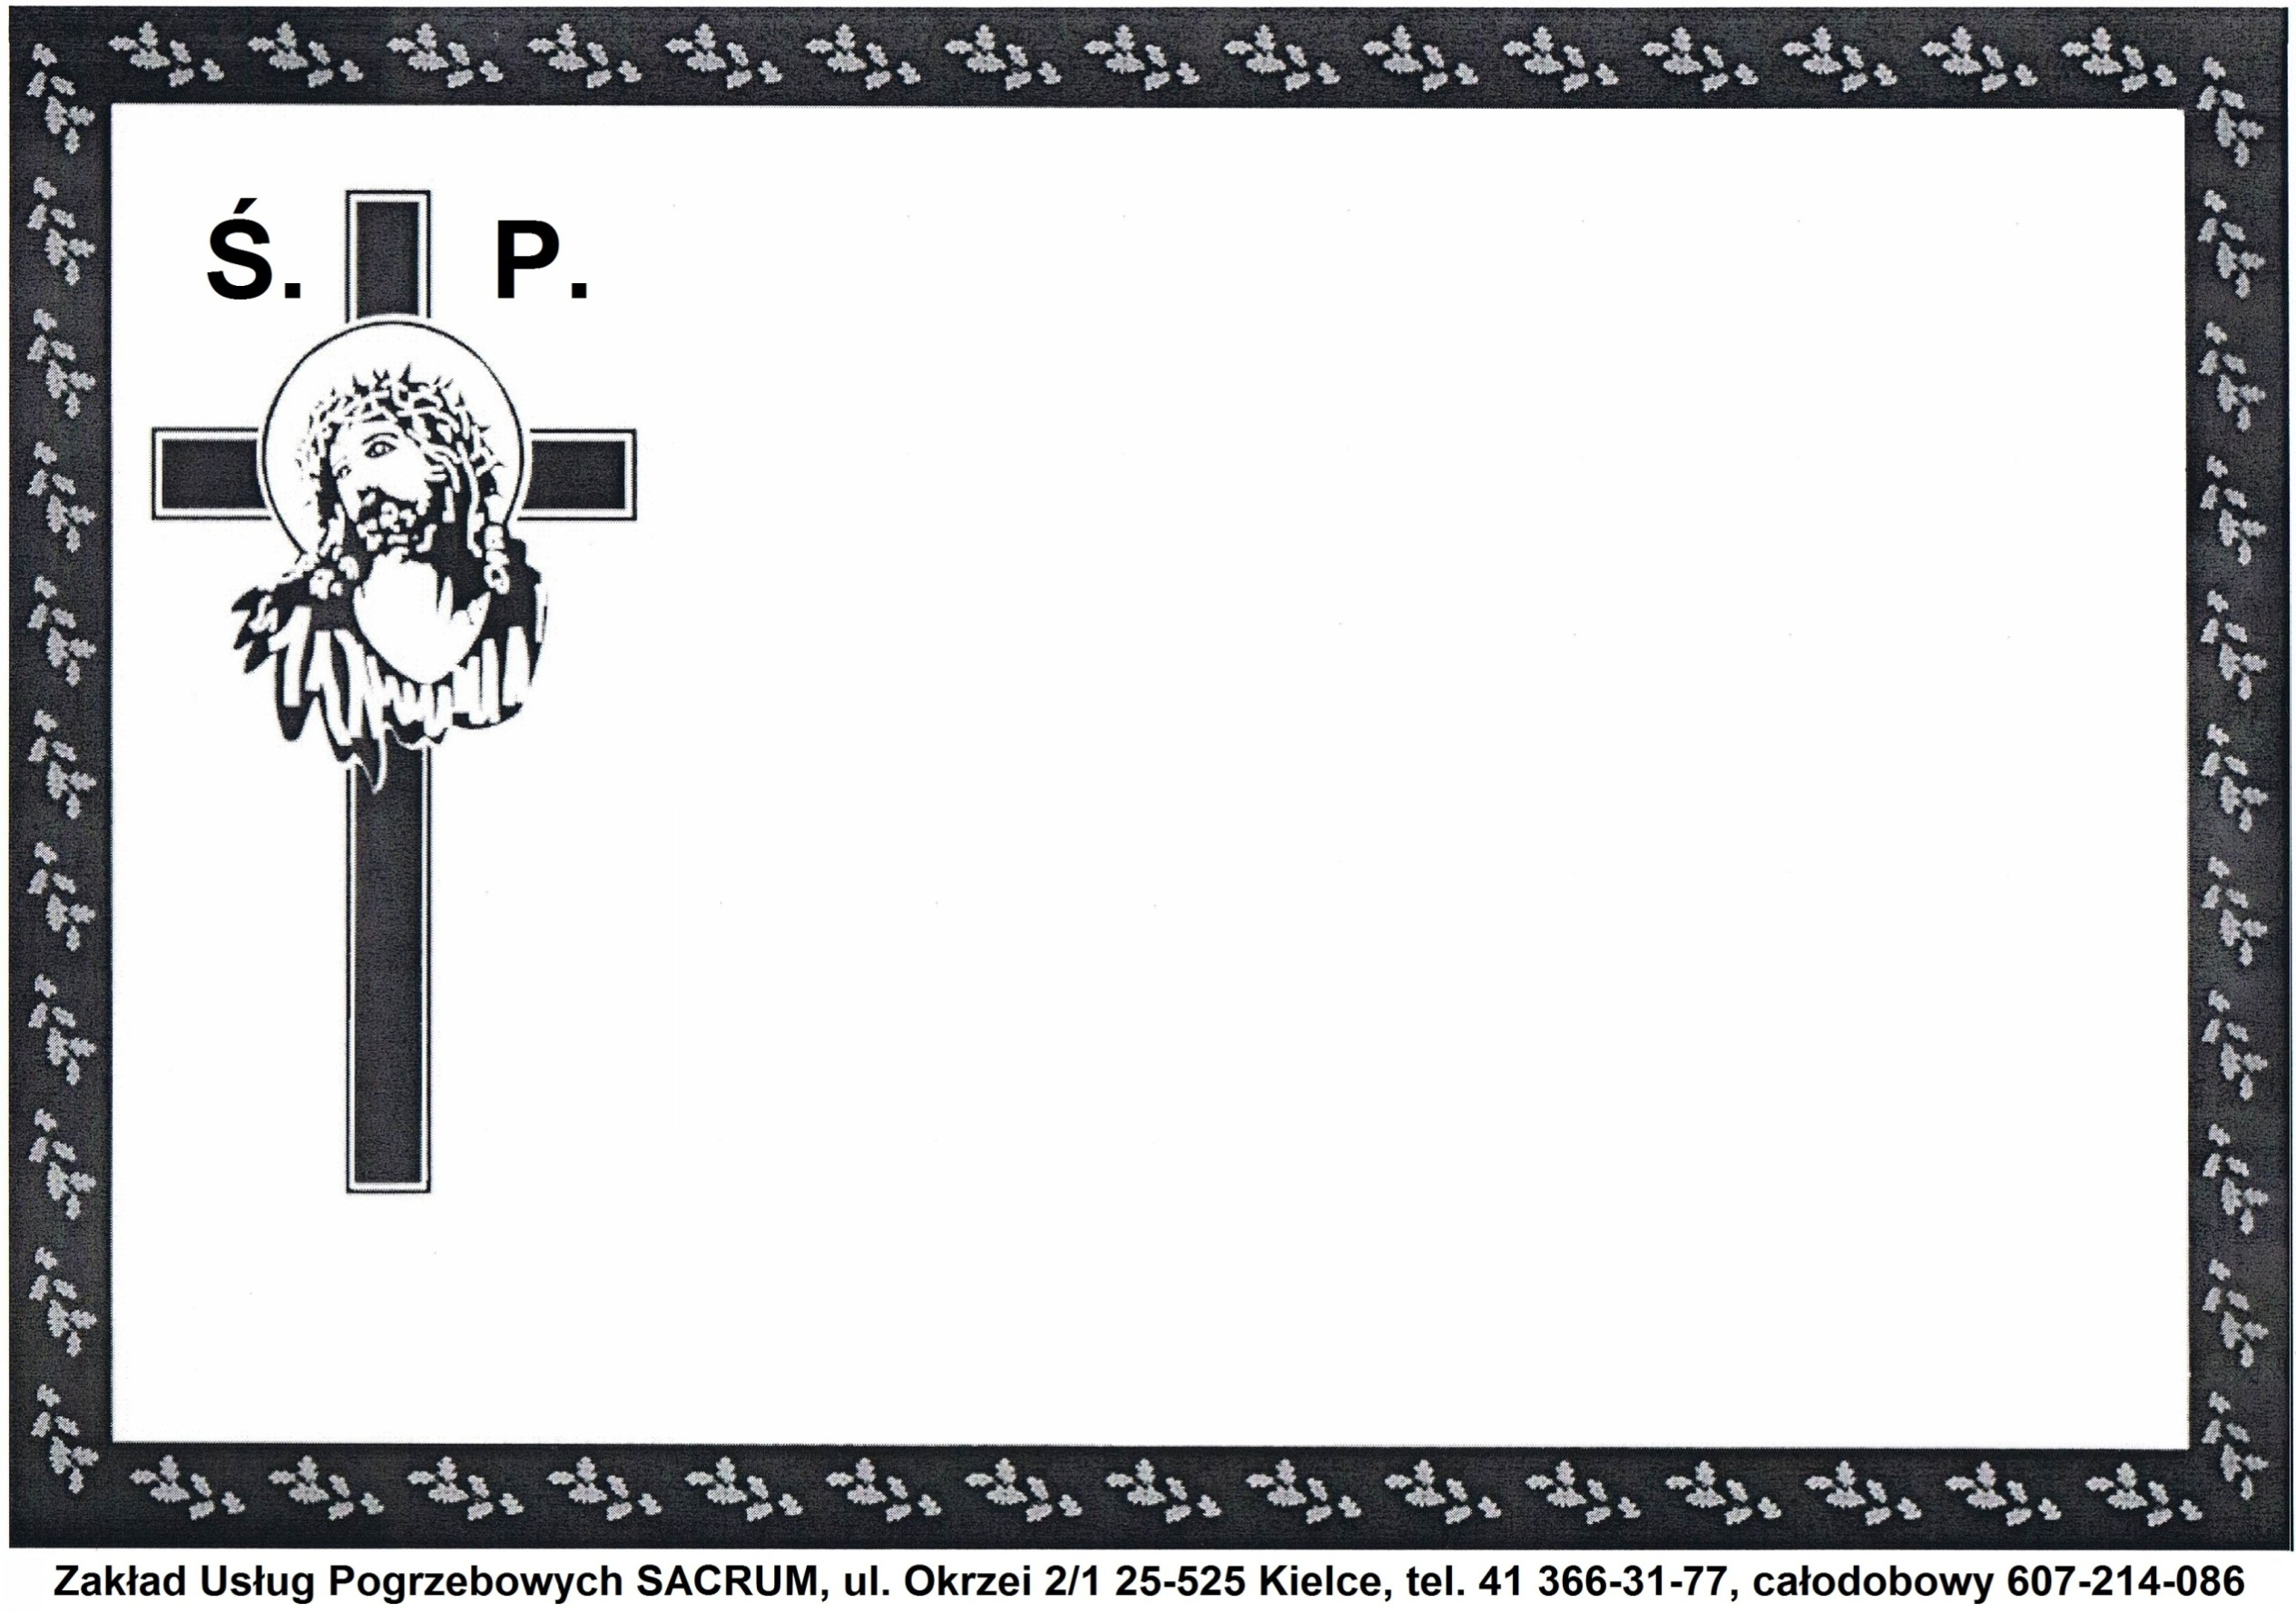 Ś. P.
Zakład Usług Pogrzebowych SACRUM, ul. Okrzei 2/1 25-525 Kielce, tel. 41 366-31-77, całodobowy 607-214-086